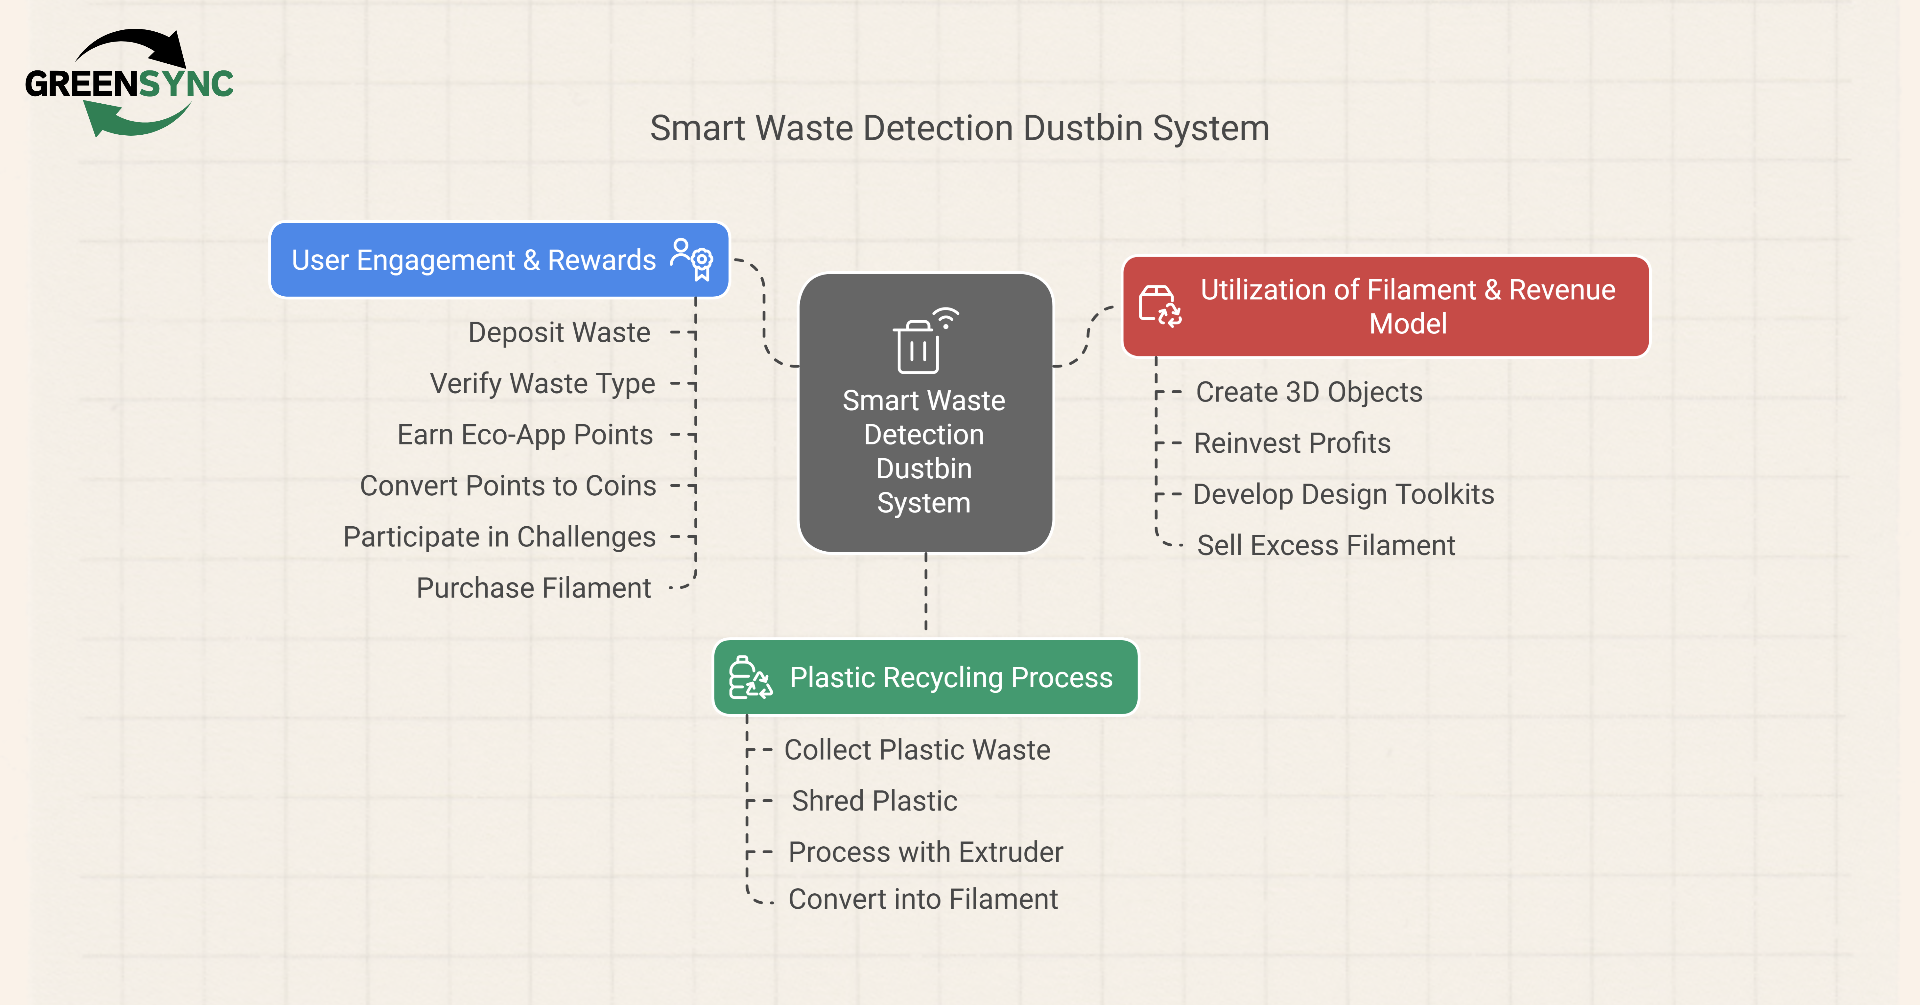 GREENSYNC
Smart Waste Detection Dustbin System
User Engagement & Rewards
Deposit Waste
Verify Waste Type
Earn Eco-App Points
Convert Points to Coins
Participate in Challenges
Purchase Filament
Smart Waste
Detection
Dustbin
System
Utilization of Filament & Revenue
Model
Create 3D Objects
Reinvest Profits
Develop Design Toolkits
Sell Excess Filament
Plastic Recycling Process
Collect Plastic Waste
Shred Plastic
Process with Extruder
Convert into Filament